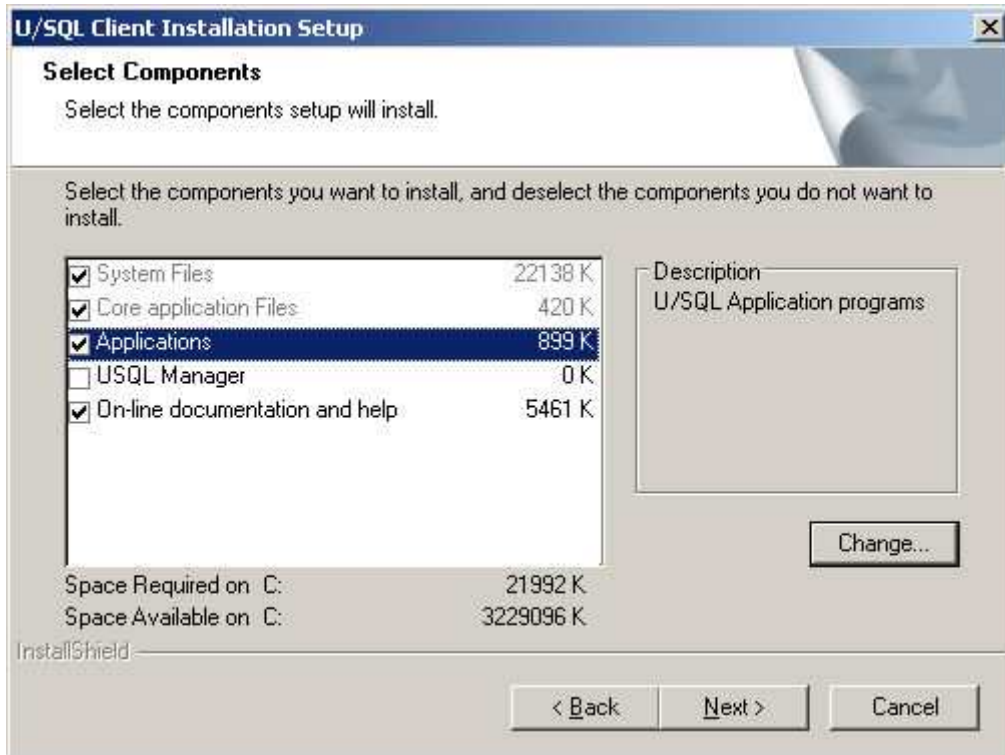 U/SQL Client Installation Setup
Select Components
Select the components setup will install.
Select the components you want to install, and deselect the components you do not want to
install.
System Files 22138 K
Core application Files 420 K
Applications 899 K
USQL Manager 0 K
On-line documentation and help 5461 K
Description
U/SQL Application programs
Change...
Space Required on C: 21992 K
Space Available on C: 3229096 K
InstallShield
< Back Next > Cancel